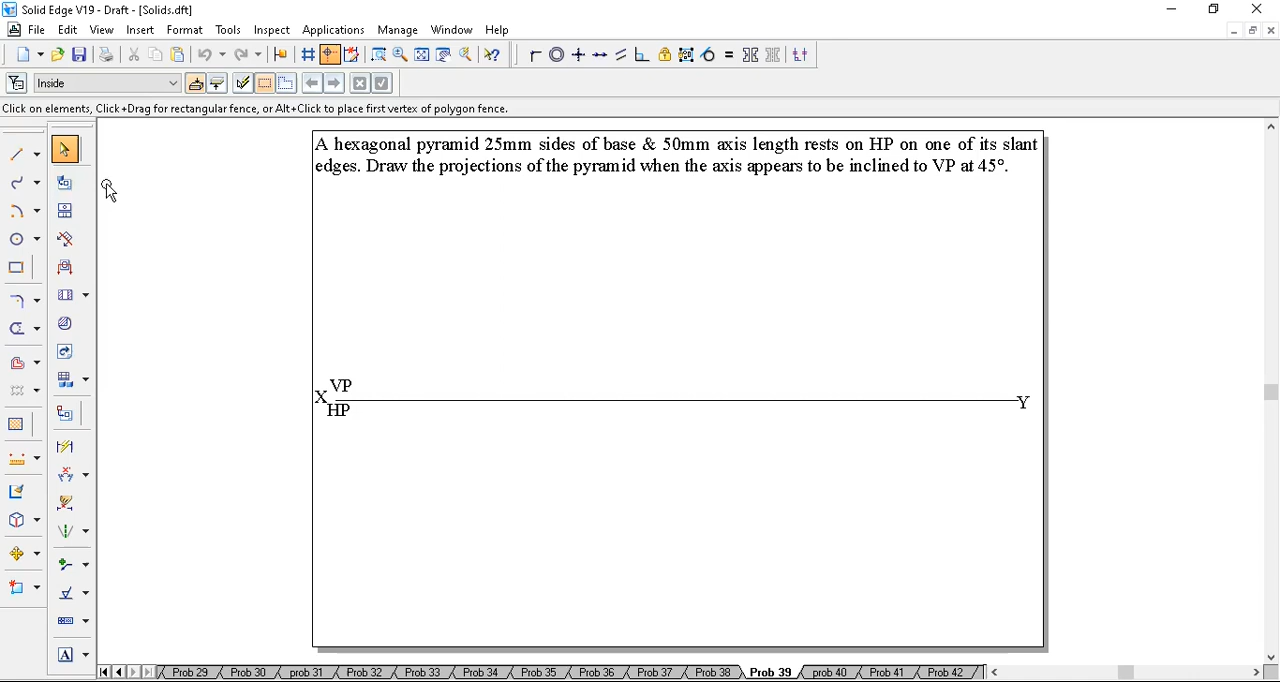 Solid Edge V19 - Draft - [Solids.dft]
File Edit View Insert Format Tools Inspect Applications Manage Window Help
Inside
Click on elements, Click+Drag for rectangular fence, or Alt+Click to place first vertex of polygon fence.
A hexagonal pyramid 25mm sides of base & 50mm axis length rests on HP on one of its slant
edges. Draw the projections of the pyramid when the axis appears to be inclined to VP at 45°.
VP
X Y
HP
A
Prob 29 Prob 30 prob 31 Prob 32 Prob 33 Prob 34 Prob 35 Prob 36 Prob 37 Prob 38 Prob 39 prob 40 Prob 41 Prob 42